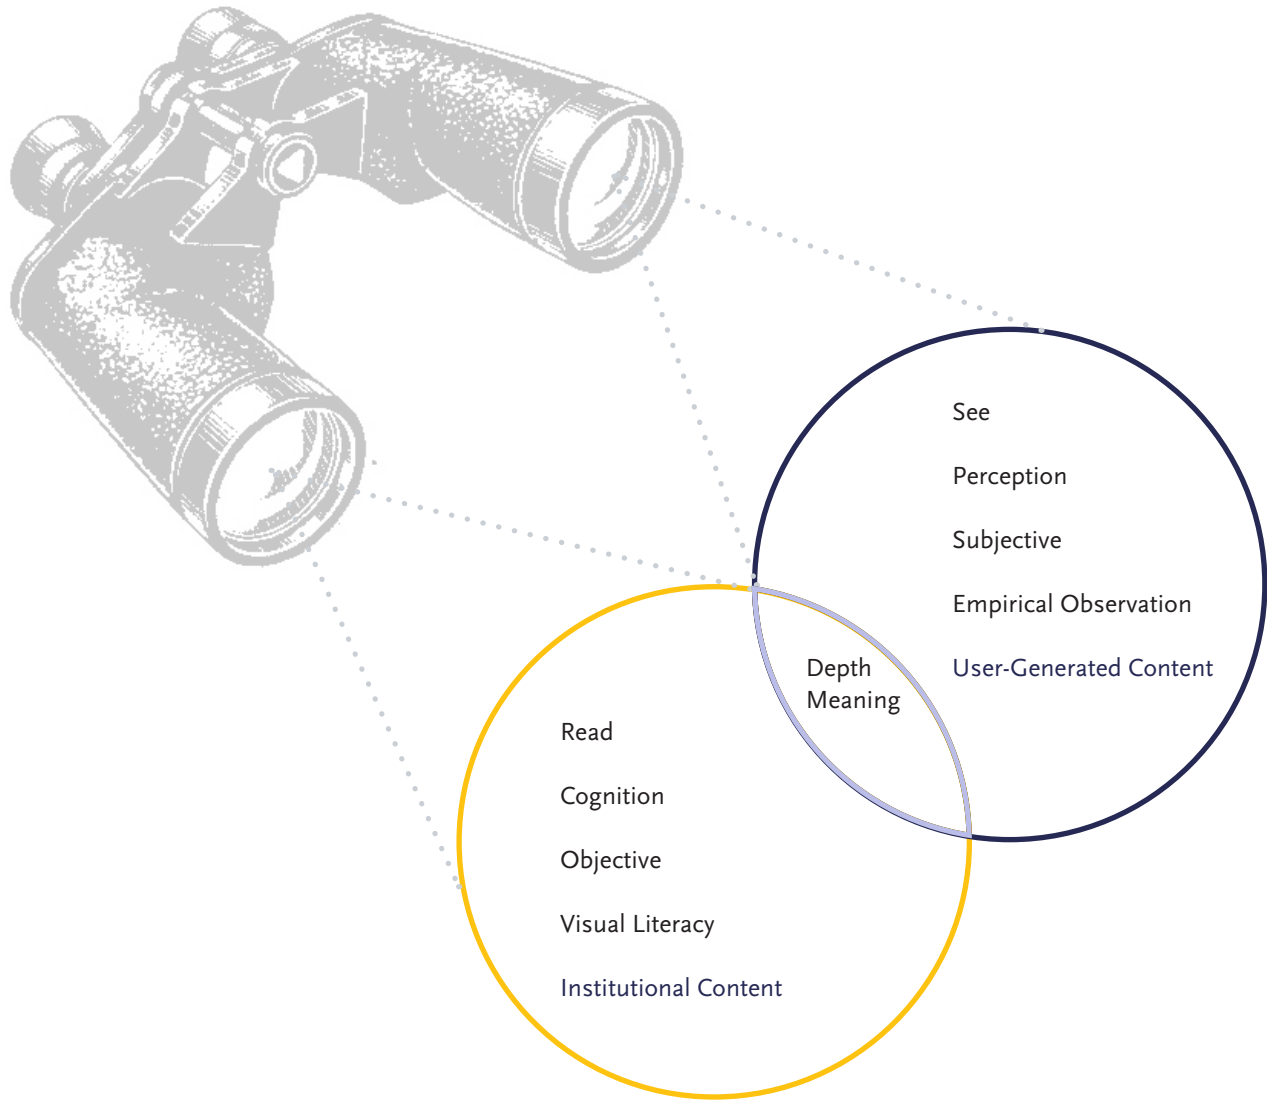 See
Perception
Subjective
Empirical Observation
User-Generated Content
Depth
Meaning
Read
Cognition
Objective
Visual Literacy
Institutional Content